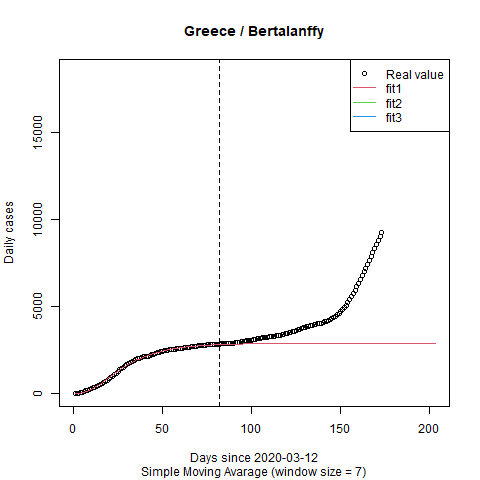 Greece / Bertalanffy
Real value
fit1
fit2
fit3
Daily cases
15000
10000
5000
0
0
50
100
150
200
Days since 2020-03-12
Simple Moving Avarage (window size = 7)